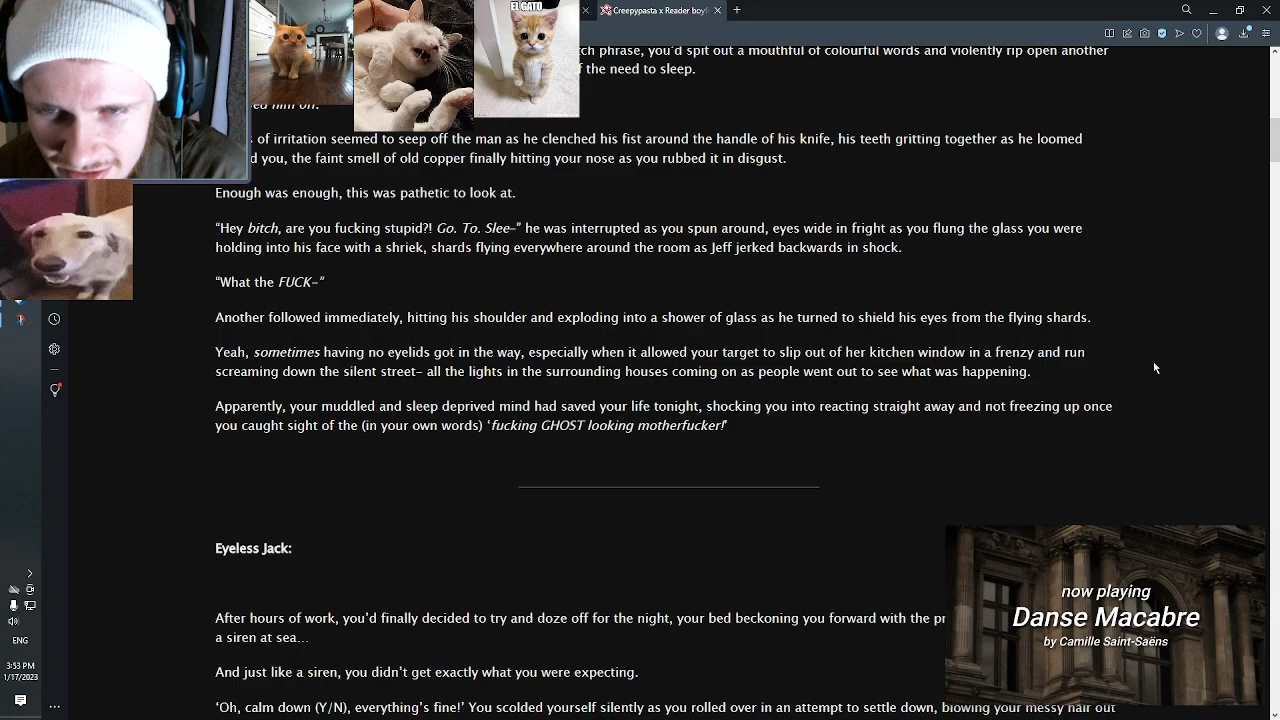 EL GATO
Creepypasta x Reader boyf
tch phrase, you'd spit out a mouthful of colourful words and violently rip open another
f the need to sleep.
ed him off.
of irritation seemed to seep off the man as he clenched his fist around the handle of his knife, his teeth gritting together as he loomed
d you, the faint smell of old copper finally hitting your nose as you rubbed it in disgust.
Enough was enough, this was pathetic to look at.
“Hey bitch, are you fucking stupid?! Go. To. Slee–” he was interrupted as you spun around, eyes wide in fright as you flung the glass you were
holding into his face with a shriek, shards flying everywhere around the room as Jeff jerked backwards in shock.
“What the FUCK–”
Another followed immediately, hitting his shoulder and exploding into a shower of glass as he turned to shield his eyes from the flying shards.
Yeah, sometimes having no eyelids got in the way, especially when it allowed your target to slip out of her kitchen window in a frenzy and run
screaming down the silent street– all the lights in the surrounding houses coming on as people went out to see what was happening.
Apparently, your muddled and sleep deprived mind had saved your life tonight, shocking you into reacting straight away and not freezing up once
you caught sight of the (in your own words) ‘fucking GHOST looking motherfucker!’
Eyeless Jack:
After hours of work, you’d finally decided to try and doze off for the night, your bed beckoning you forward with the pr
a siren at sea…
And just like a siren, you didn’t get exactly what you were expecting.
‘Oh, calm down (Y/N), everything’s fine!’ You scolded yourself silently as you rolled over in an attempt to settle down, blowing your messy hair out
now playing
Danse Macabre
by Camille Saint-Saëns
ENG
3:53 PM
1/17/2023